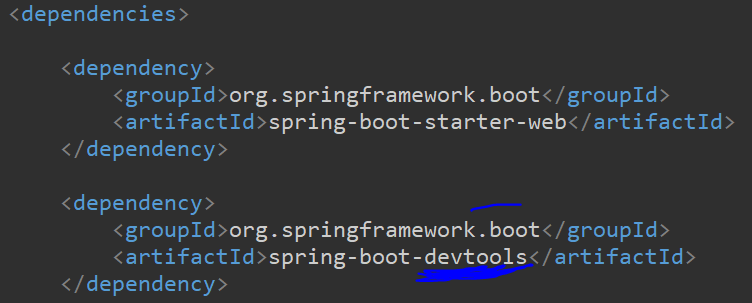 <dependencies>
<dependency>
<groupId>org.springframework.boot</groupId>
<artifactId>spring-boot-starter-web</artifactId>
</dependency>
<dependency>
<groupId>org.springframework.boot</groupId>
<artifactId>spring-boot-devtools</artifactId>
</dependency>